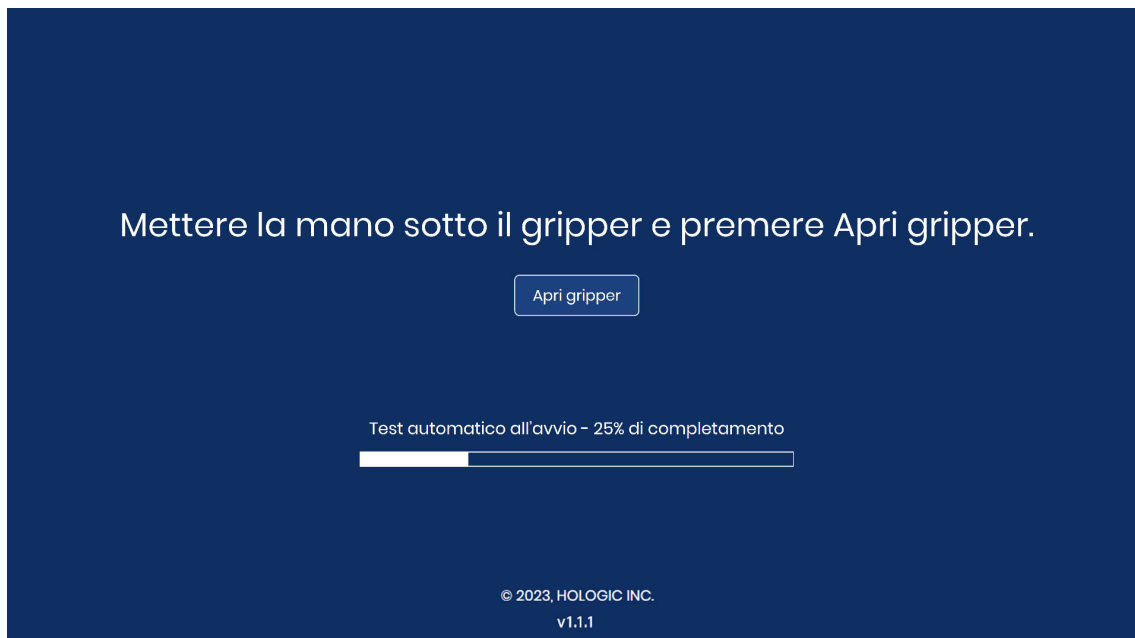 Mettere la mano sotto il gripper e premere Apri gripper.
Apri gripper
Test automatico all'avvio - 25% di completamento
© 2023, HOLOGIC INC.
v1.1.1